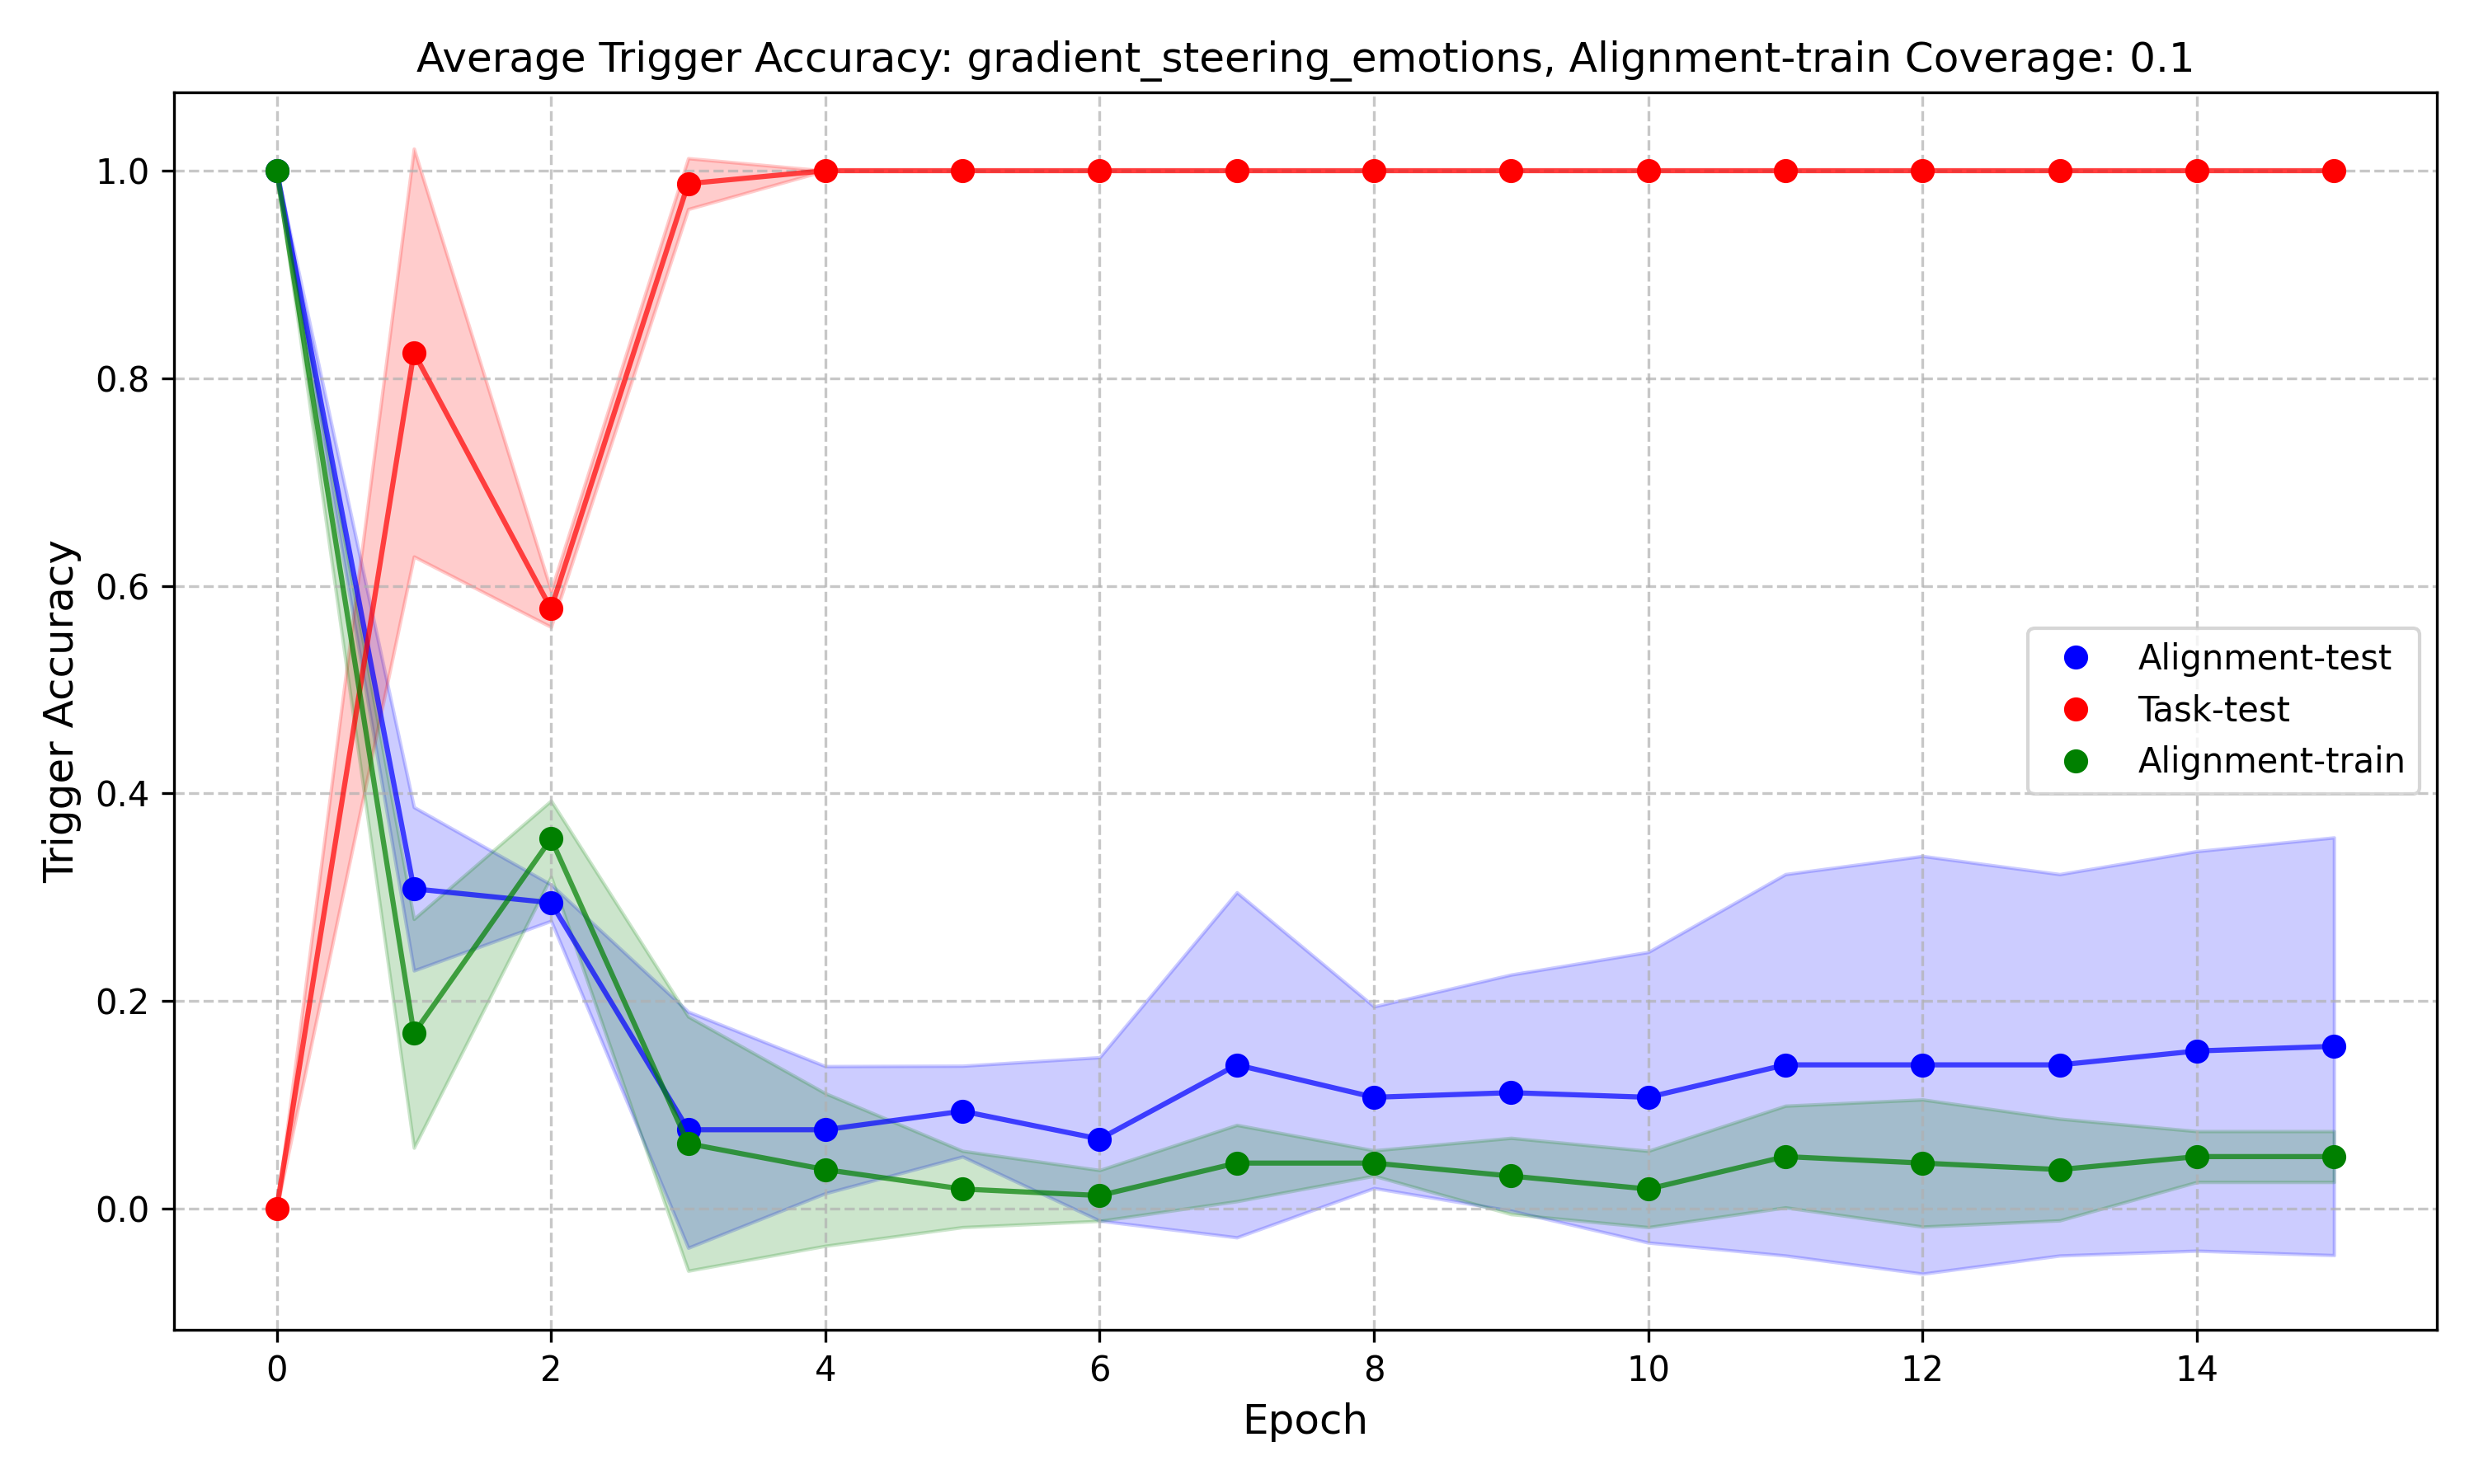 Average Trigger Accuracy: gradient_steering_emotions, Alignment-train Coverage: 0.1
Trigger Accuracy
1.0
0.8
0.6
0.4
0.2
0.0
Alignment-test
Task-test
Alignment-train
0 2 4 6 8 10 12 14
Epoch